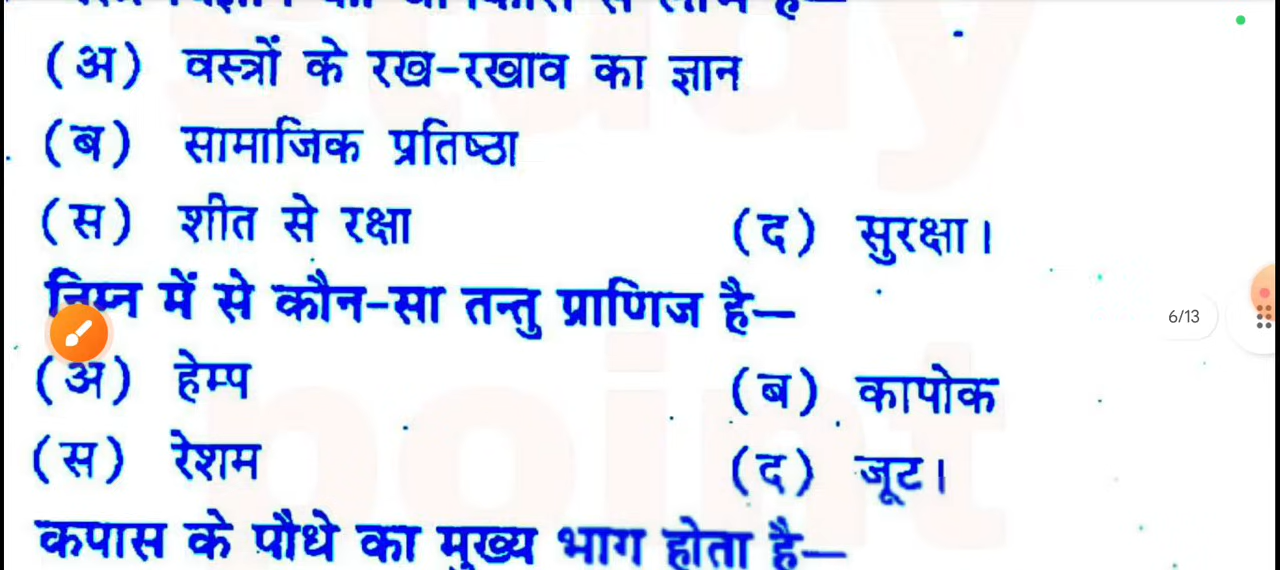 (अ) वस्त्रों के रख-रखाव का ज्ञान
(ब) सामाजिक प्रतिष्ठा
(स) शीत से रक्षा (द) सुरक्षा।
निम्न में से कौन-सा तन्तु प्राणिज है—
6/13
(अ) हेम्प (ब) कापोक
(स) रेशम (द) जूट।
कपास के पौधे का मुख्य भाग होता है—